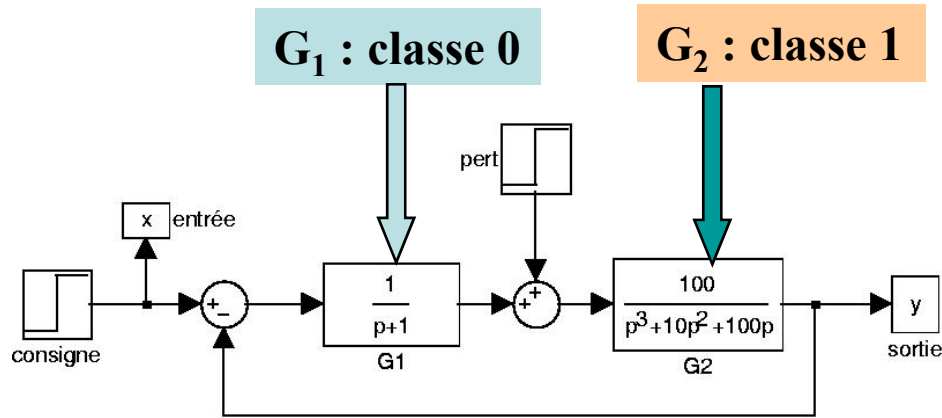 G₁ : classe 0
G₂ : classe 1
pert
x
entrée
consigne
+
−
1
p+1
G1
+
+
100
p³+10p²+100p
G2
y
sortie